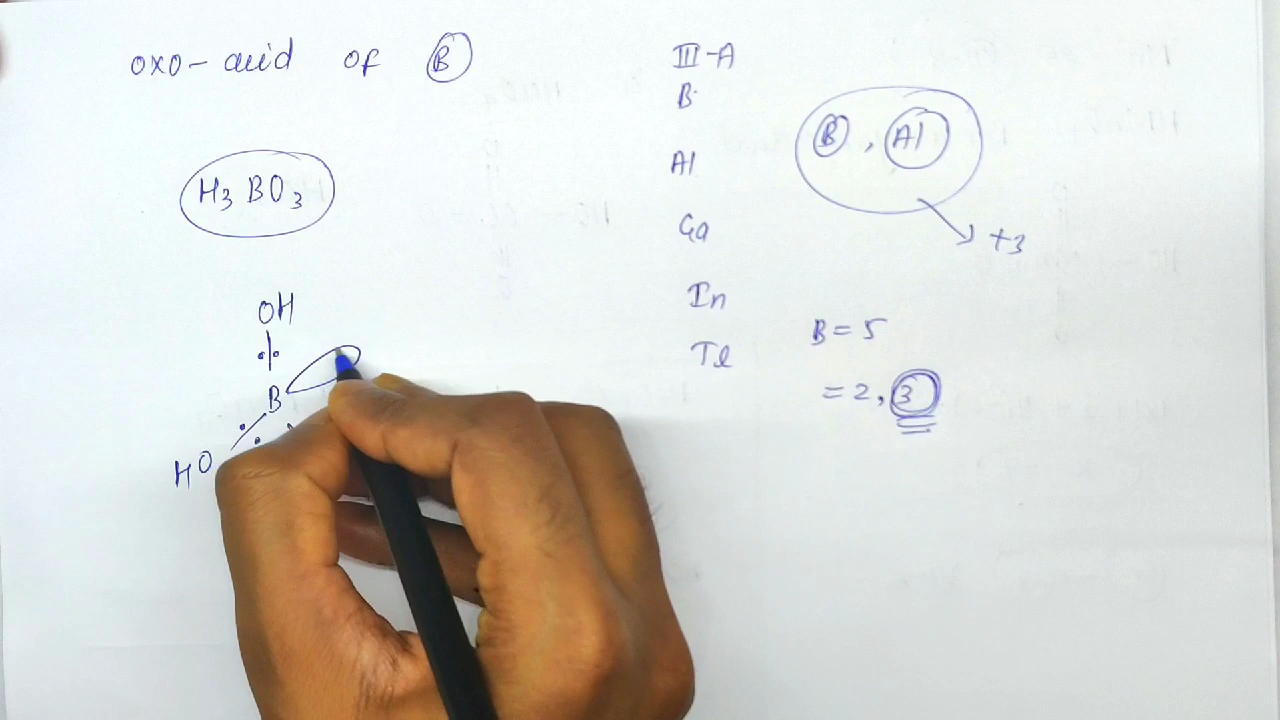 oxo-acid of B
H3BO3
OH
B
HO
III-A
B
Al
Ga
In
Tl
B, Al
+3
B = 5
= 2, 3